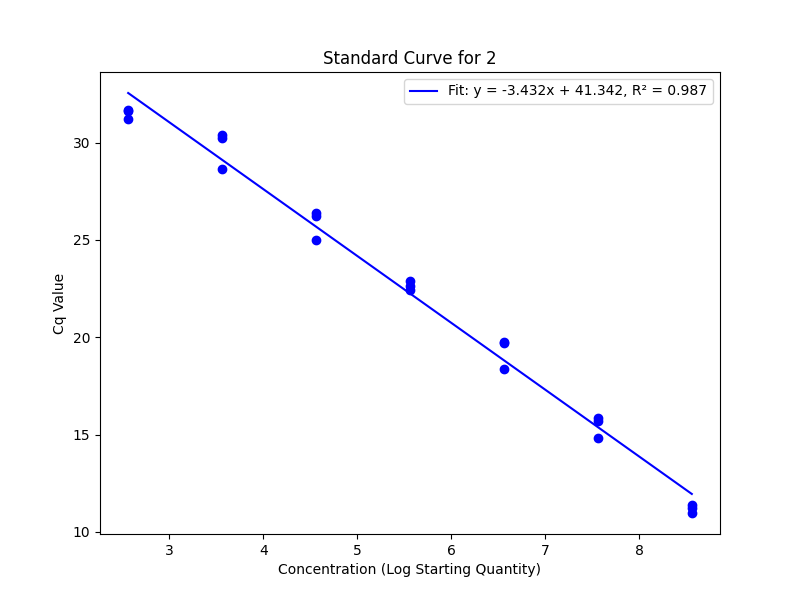 Standard Curve for 2
Fit: y = -3.432x + 41.342, R² = 0.987
30
25
20
15
10
Cq Value
3 4 5 6 7 8
Concentration (Log Starting Quantity)